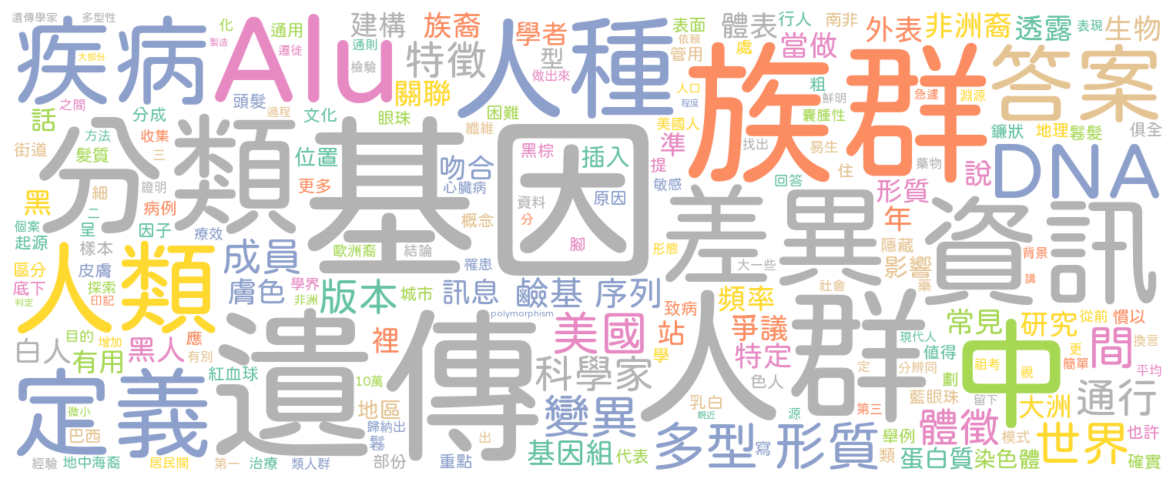 遺傳學家 多型性 化 通用 建構 族裔 學者 表面 體表 行人 南非 非洲裔 透露 表現 生物
疾病 Alu 大部份 遷徙 製造 通則 檢驗 特徵 型 做出來 人種 依賴 管用 處 當做 外表
之間 頭髮 關聯 困難 人口 程度 族群 粗 鮮明 急遽 淵源 答案
話 分成 文化 眼珠 纖維 美國人 囊腫性 鐮狀 地理 鬈髮 俱全
方法 收集 過程 黑棕 插入 準 找出 易生
街道 髮質 三 位置 吻合 提 藥物 住 說 DNA
分類 基因 證明 更多 心臟病 資料 原因 敏感 回答 形質
黑 細 病例 概念 分 年
個案 二 因子 療效 差異 資訊
起源 呈 樣本 歐洲裔 結論 腳 形態 隱藏 背景
人類 區分 皮膚 成員 罹患 大一些 影響 講
底下 探索 學界 社會 藥
判定 印記 膚色 非洲 版本 城市 訊息 鹼基 序列 致病 頻率
polymorphism 美國 站 爭議 現代人 常見 從前 慣以
目的 增加 應 裡 學 特定 值得 研究 間 更 換言
白人 有用 黑人 有別 科學家 色人 定 分辨同 劃 祖考 視 中 簡單 平均
遺傳 人群
定義 微小 紅血球 10萬 地區 變異 乳白 源 藍眼珠 留下 大洲 通行
巴西 歸納出 鬈 親近 第三 舉例 體徵 也許
經驗 地中海裔 居民間 第一 治療 類人群 部份 出 重點 基因組 代表 多型 寫 形質 類 蛋白質 染色體 模式 世界 確實